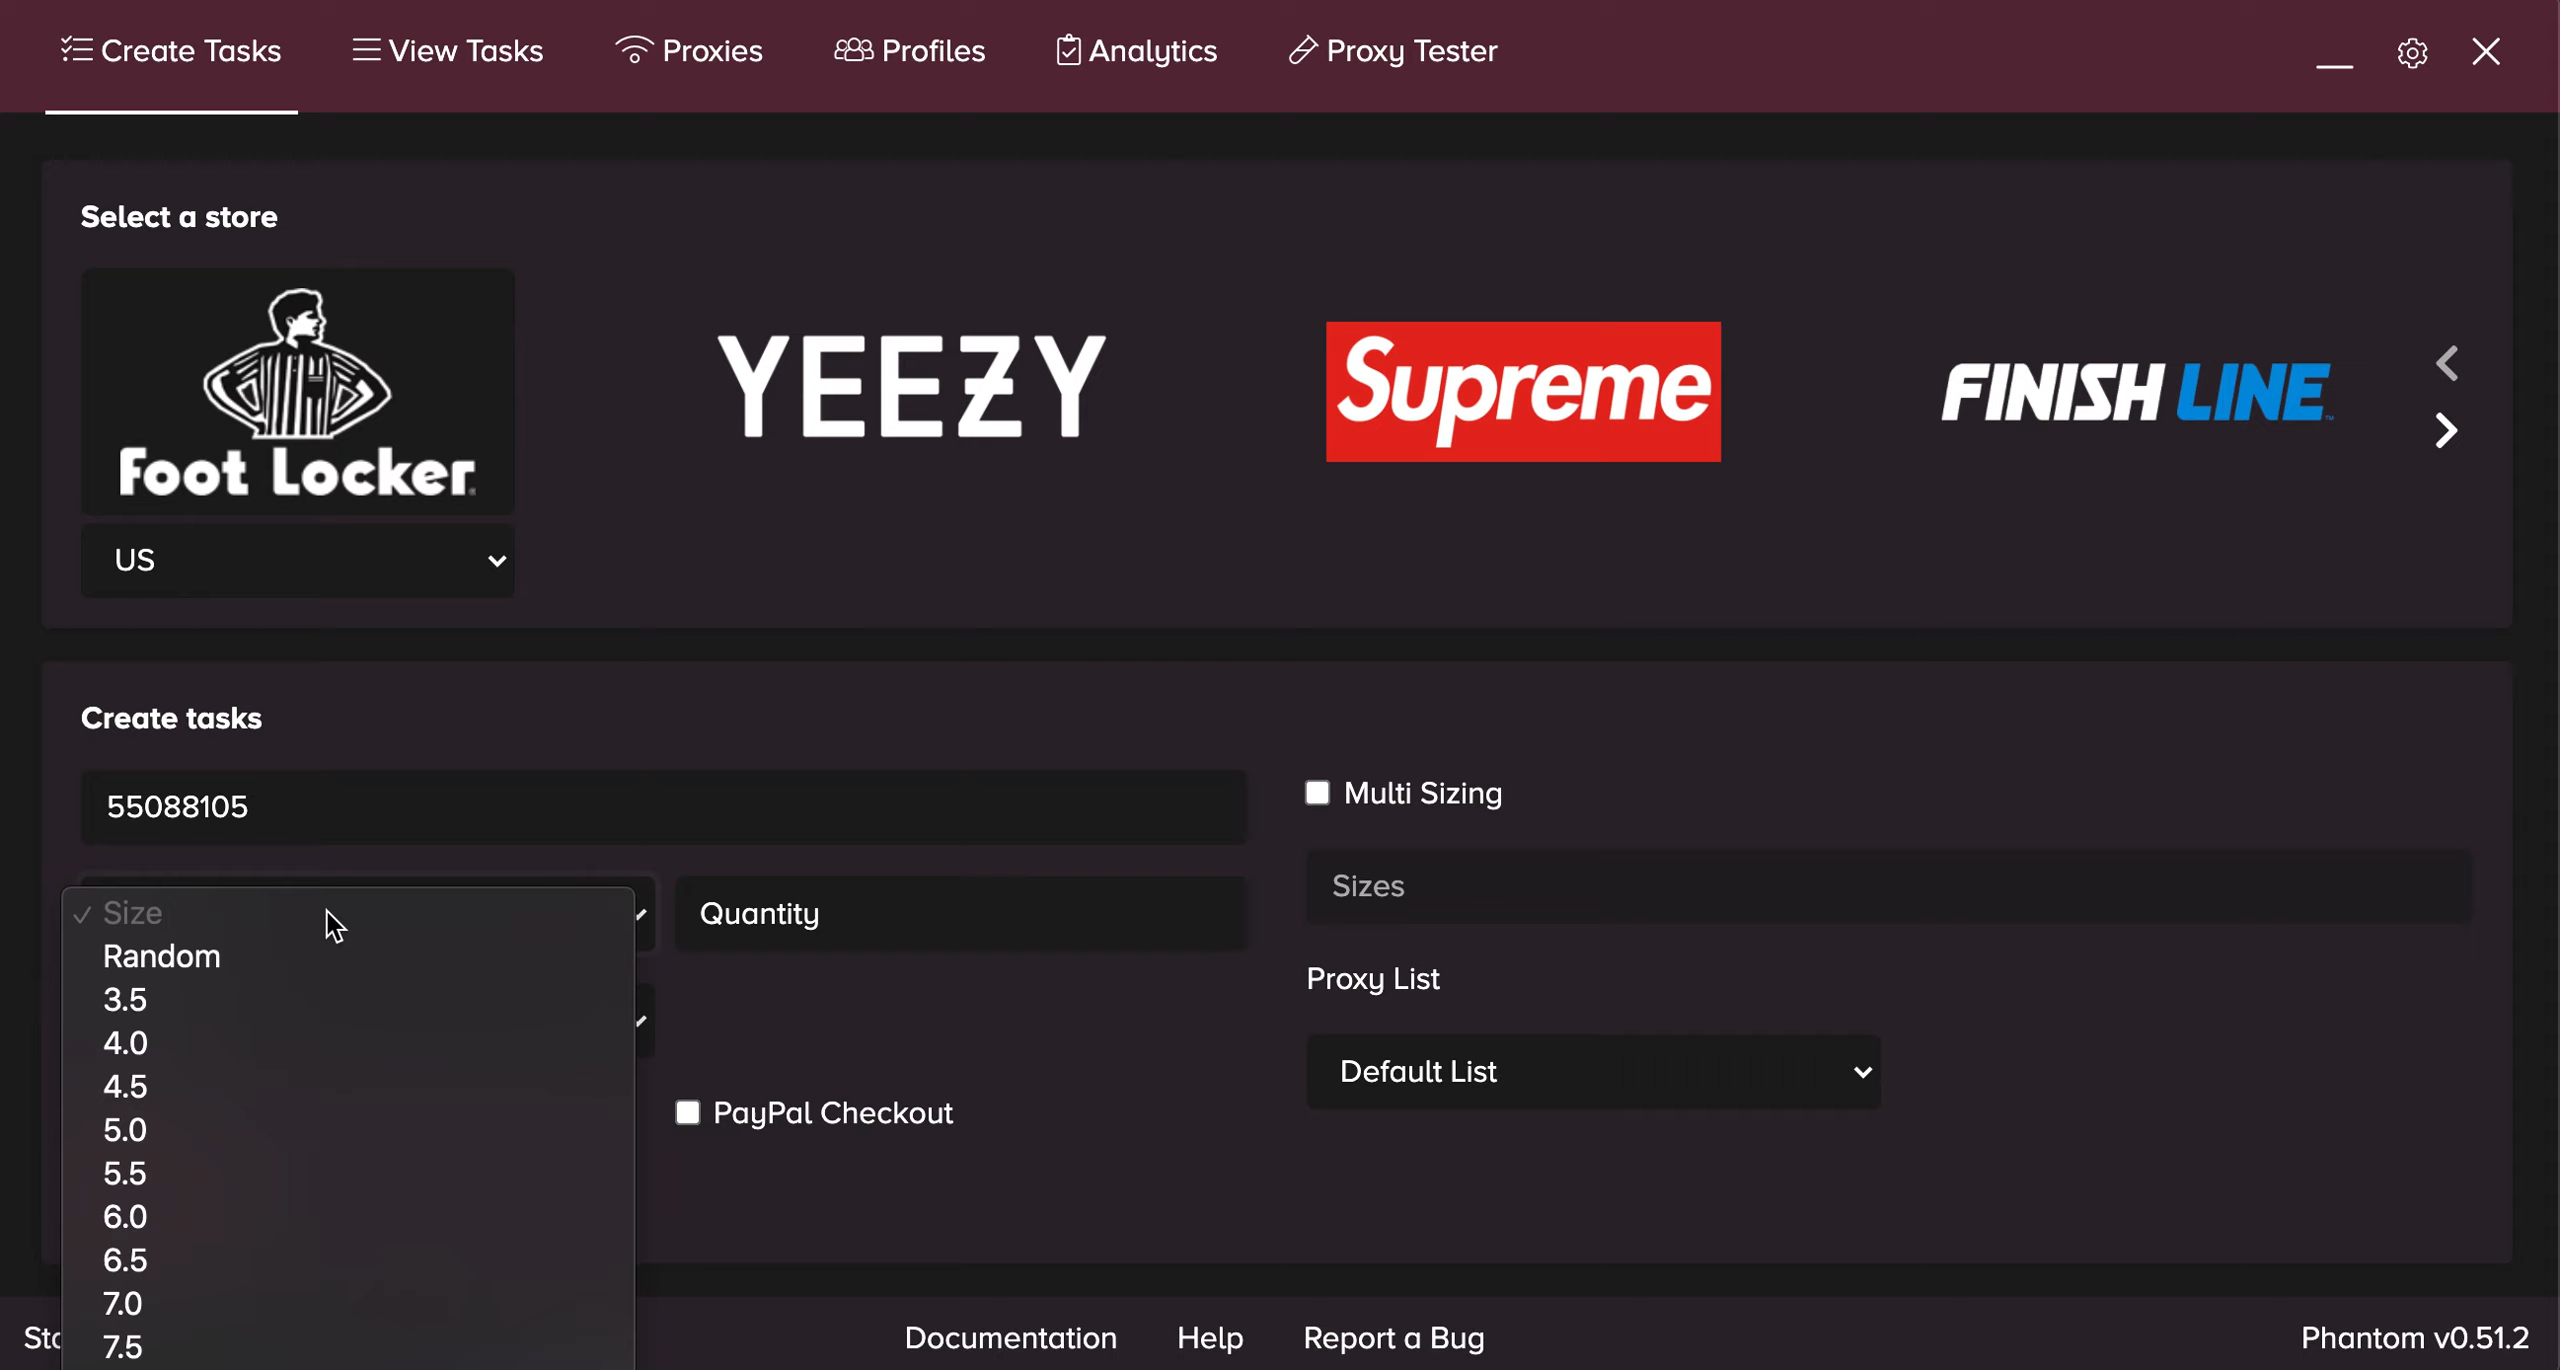 Create Tasks
View Tasks
Proxies
Profiles
Analytics
Proxy Tester
Select a store
Foot Locker
YEEZY
Supreme
FINISH LINE™
US
Create tasks
55088105
Multi Sizing
Sizes
Size
Quantity
Random
3.5
4.0
4.5
5.0
5.5
6.0
6.5
7.0
7.5
Proxy List
Default List
PayPal Checkout
Documentation
Help
Report a Bug
Phantom v0.51.2